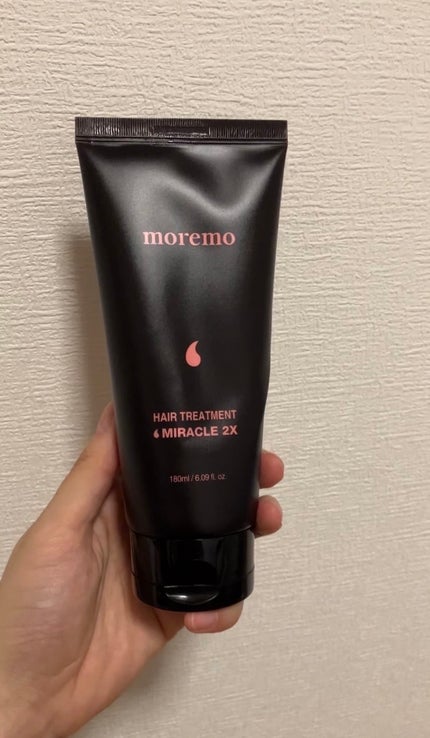 moremo
HAIR TREATMENT
MIRACLE 2X
180ml / 6.09 fl. oz